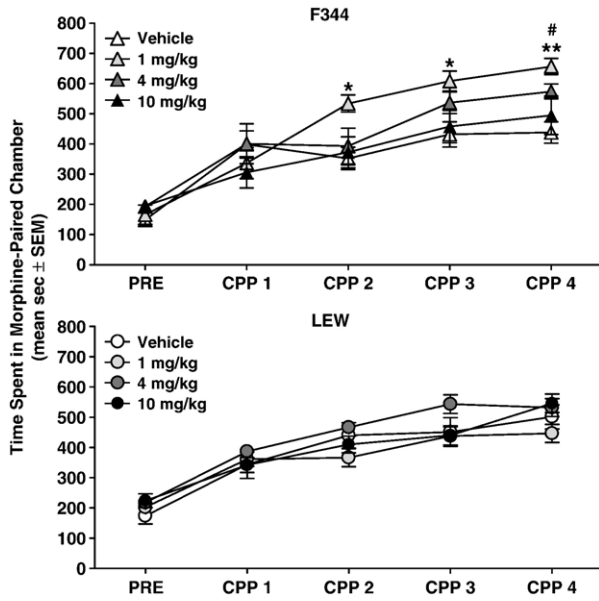 F344
800
700
600
500
400
300
200
100
0
Vehicle
1 mg/kg
4 mg/kg
10 mg/kg
*
*
#
**
PRE CPP 1 CPP 2 CPP 3 CPP 4
Time Spent in Morphine-Paired Chamber
(mean sec ± SEM)
LEW
800
700
600
500
400
300
200
100
0
Vehicle
1 mg/kg
4 mg/kg
10 mg/kg
PRE CPP 1 CPP 2 CPP 3 CPP 4